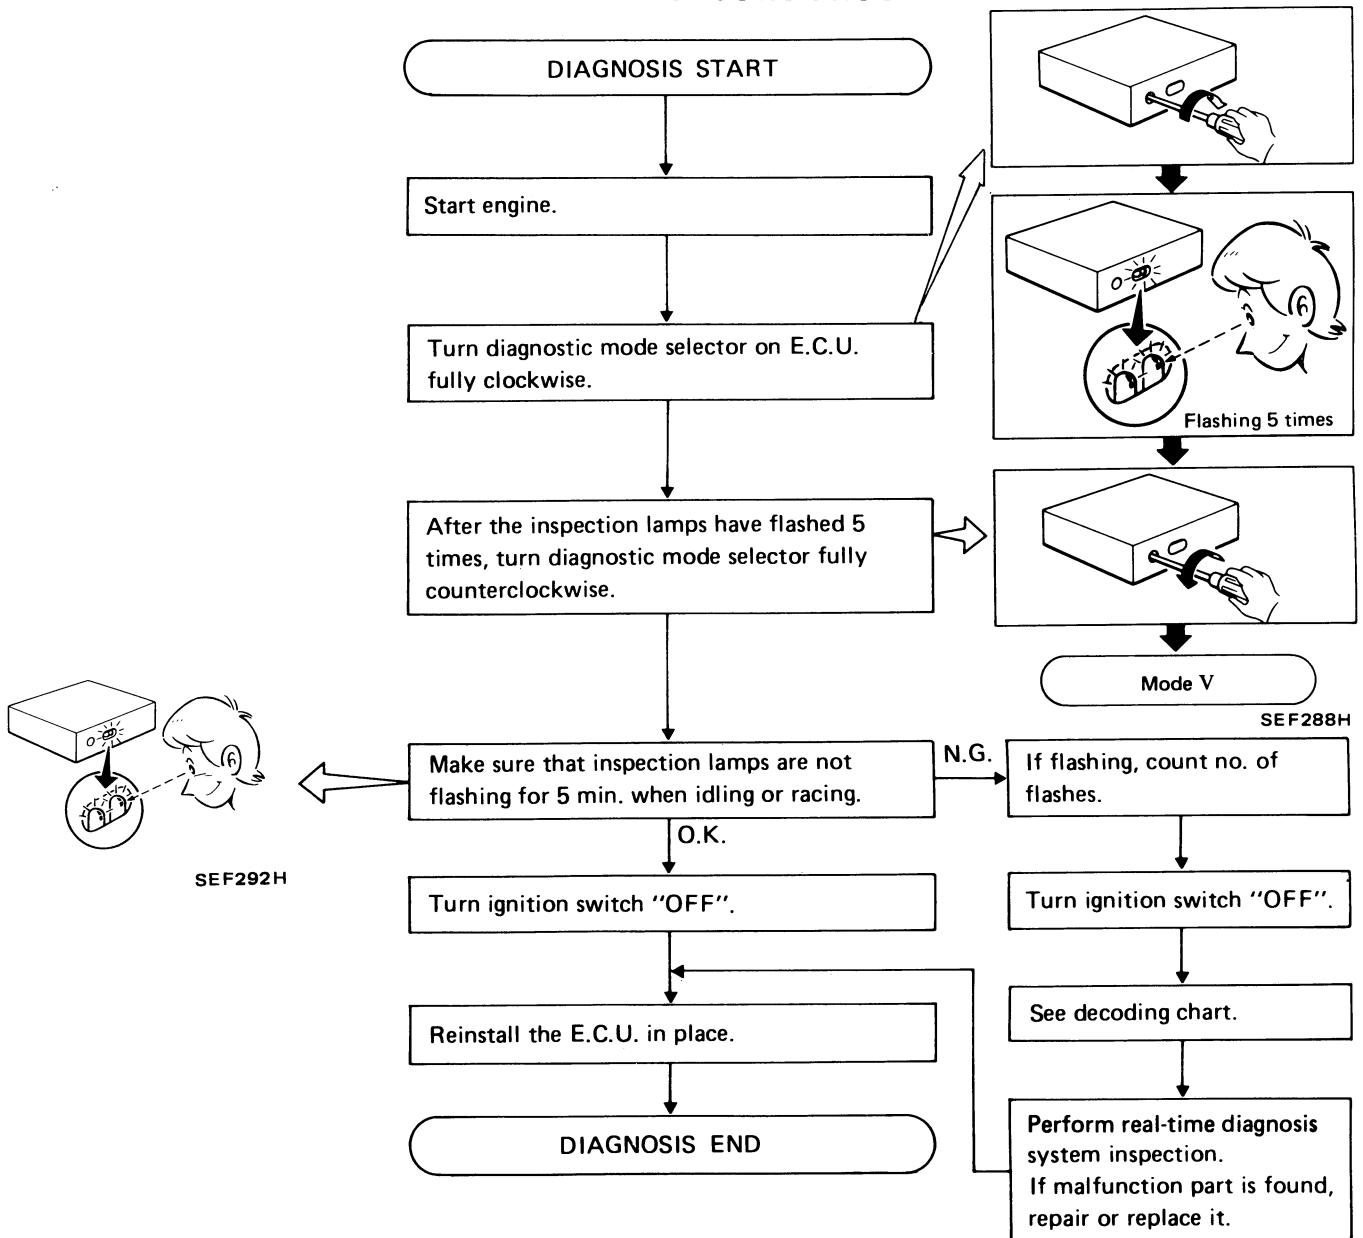 DIAGNOSIS START
Start engine.
Turn diagnostic mode selector on E.C.U.
fully clockwise.
Flashing 5 times
After the inspection lamps have flashed 5
times, turn diagnostic mode selector fully
counterclockwise.
Mode V
SEF288H
Make sure that inspection lamps are not
flashing for 5 min. when idling or racing.
N.G.
If flashing, count no. of
flashes.
O.K.
SEF292H
Turn ignition switch "OFF".
Turn ignition switch "OFF".
Reinstall the E.C.U. in place.
See decoding chart.
DIAGNOSIS END
Perform real-time diagnosis
system inspection.
If malfunction part is found,
repair or replace it.